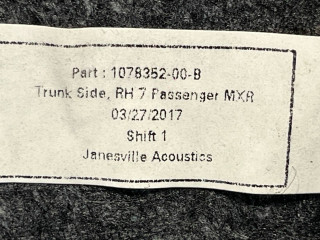 Part : 1078352-00-B
Trunk Side, RH 7 Passenger MXR
03/27/2017
Shift 1
Janesville Acoustics